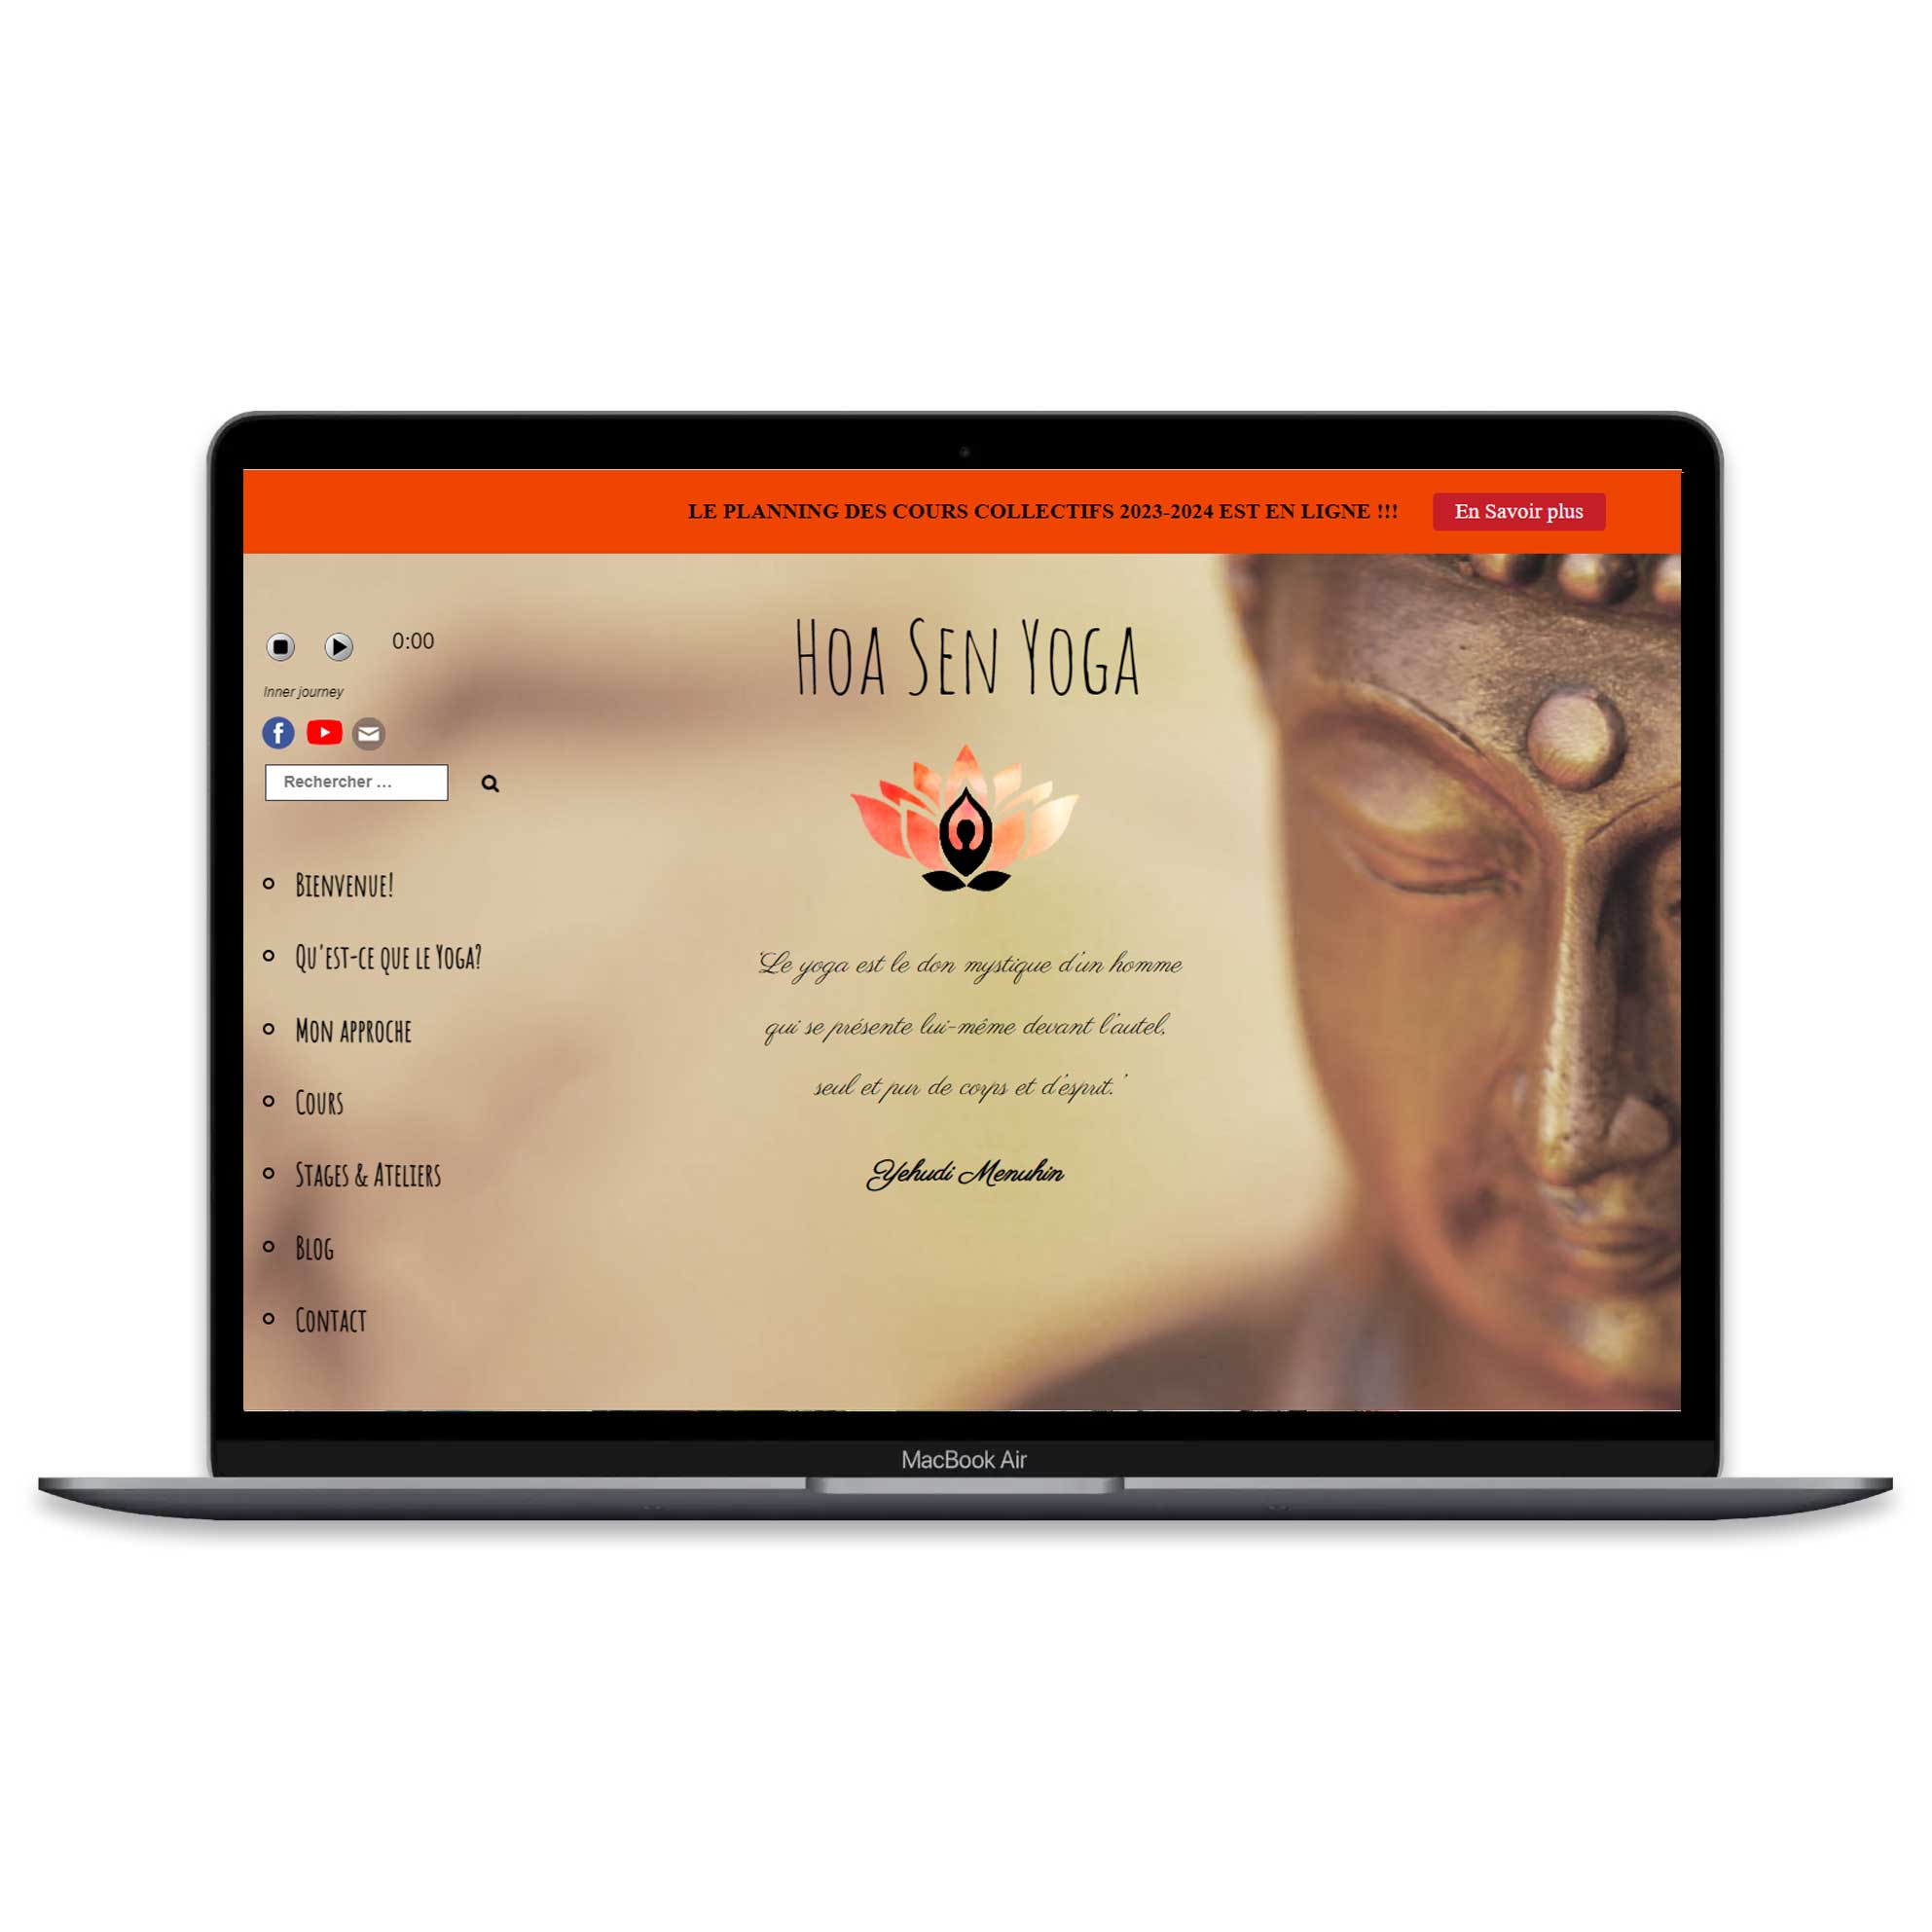 LE PLANNING DES COURS COLLECTIFS 2023-2024 EST EN LIGNE !!!
En Savoir plus
0:00
Inner journey
Rechercher ...
Bienvenue!
Qu'est-ce que le Yoga?
Mon approche
Cours
Stages & Ateliers
Blog
Contact
Hoa Sen Yoga
'Le yoga est le don mystique d'un homme
qui se présente lui-même devant l'autel,
seul et pur de corps et d'esprit.'
Yehudi Menuhin
MacBook Air